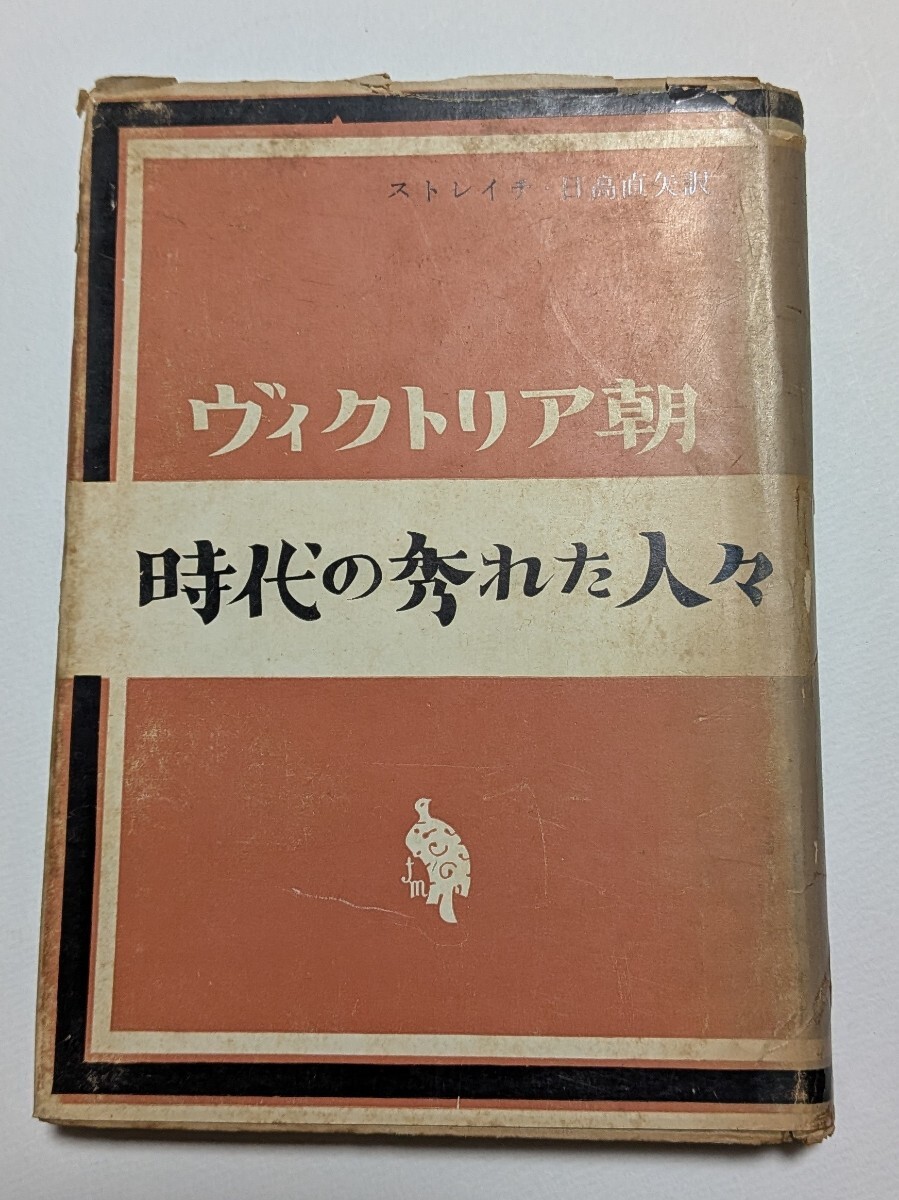 ストレイチ・日高直矢訳
ヴィクトリア朝
時代の秀れた人々
fm